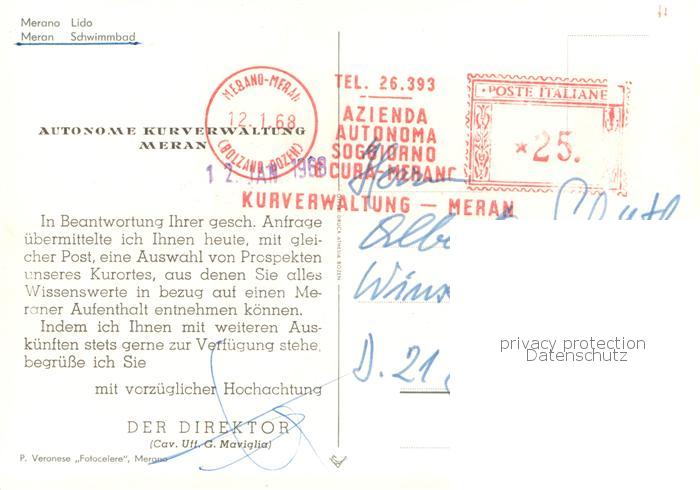 Merano Lido
Meran Schwimmbad
AUTONOME KURVERWALTUNG
MERAN
MERANO-MERAN
12.1.68
(BOLZANO-BOZEN)
12. JAN 1968
TEL. 26.393
AZIENDA
AUTONOMA
SOGGIORNO
E CURA-MERANO
KURVERWALTUNG — MERAN
POSTE ITALIANE
*25.
In Beantwortung Ihrer gesch. Anfrage
übermittelte ich Ihnen heute, mit glei-
cher Post, eine Auswahl von Prospekten
unseres Kurortes, aus denen Sie alles
Wissenswerte in bezug auf einen Me-
raner Aufenthalt entnehmen können.
Indem ich Ihnen mit weiteren Aus-
künften stets gerne zur Verfügung stehe,
begrüße ich Sie
mit vorzüglicher Hochachtung
DER DIREKTOR
(Cav. Uff. G. Maviglia)
P. Veronese „Fotocelere", Merano
Herrn
Albe
D. 21
privacy protection
Datenschutz